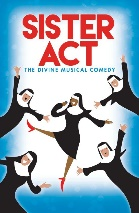 SISTER
ACT
THE DIVINE MUSICAL COMEDY